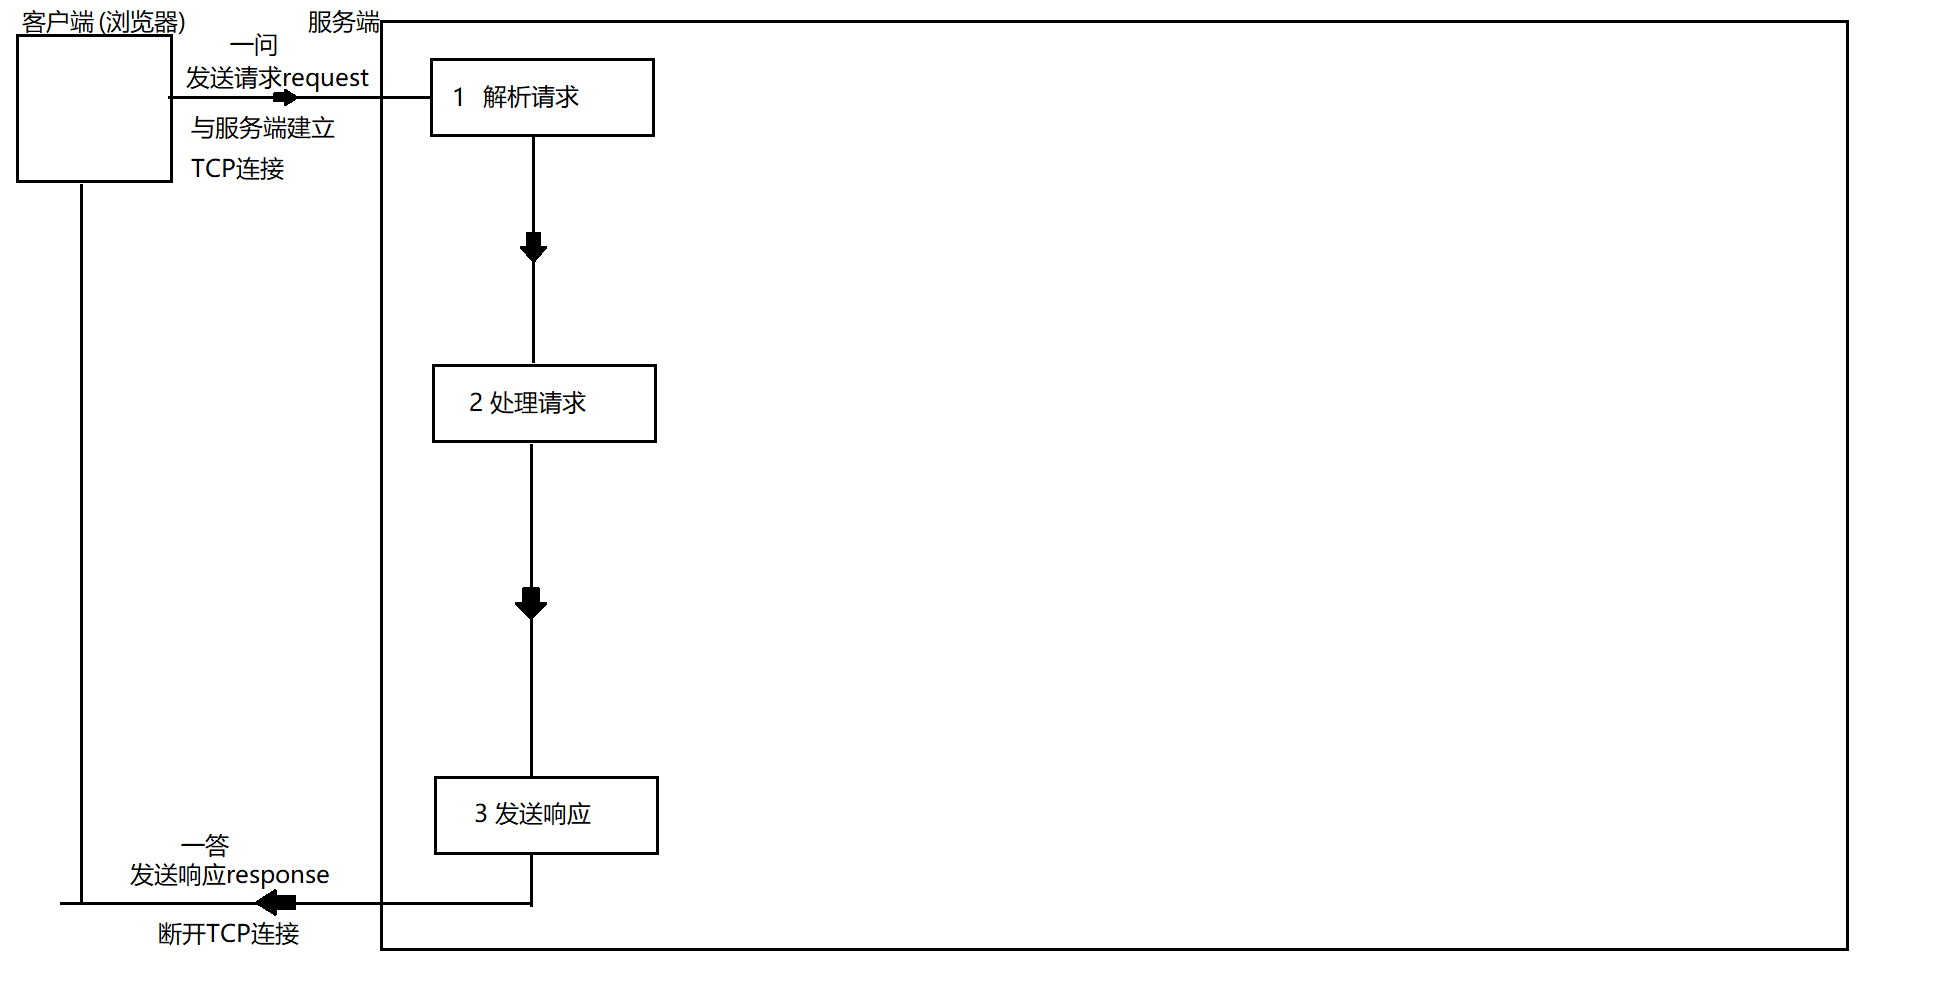 客户端 (浏览器)
服务端
一问
发送请求request
与服务端建立
TCP连接
1 解析请求
2 处理请求
3 发送响应
一答
发送响应response
断开TCP连接